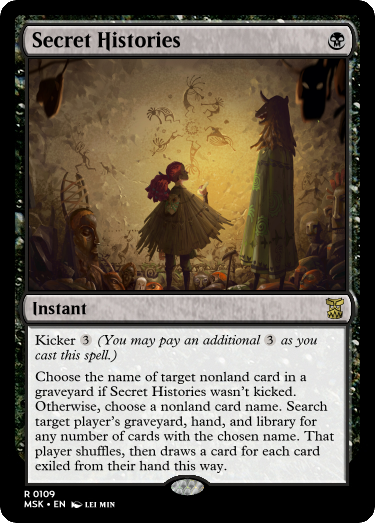 Secret Histories
Instant
Kicker 3 (You may pay an additional 3 as you
cast this spell.)
Choose the name of target nonland card in a
graveyard if Secret Histories wasn't kicked.
Otherwise, choose a nonland card name. Search
target player's graveyard, hand, and library for
any number of cards with the chosen name. That
player shuffles, then draws a card for each card
exiled from their hand this way.
R 0109
MSK • EN LEI MIN